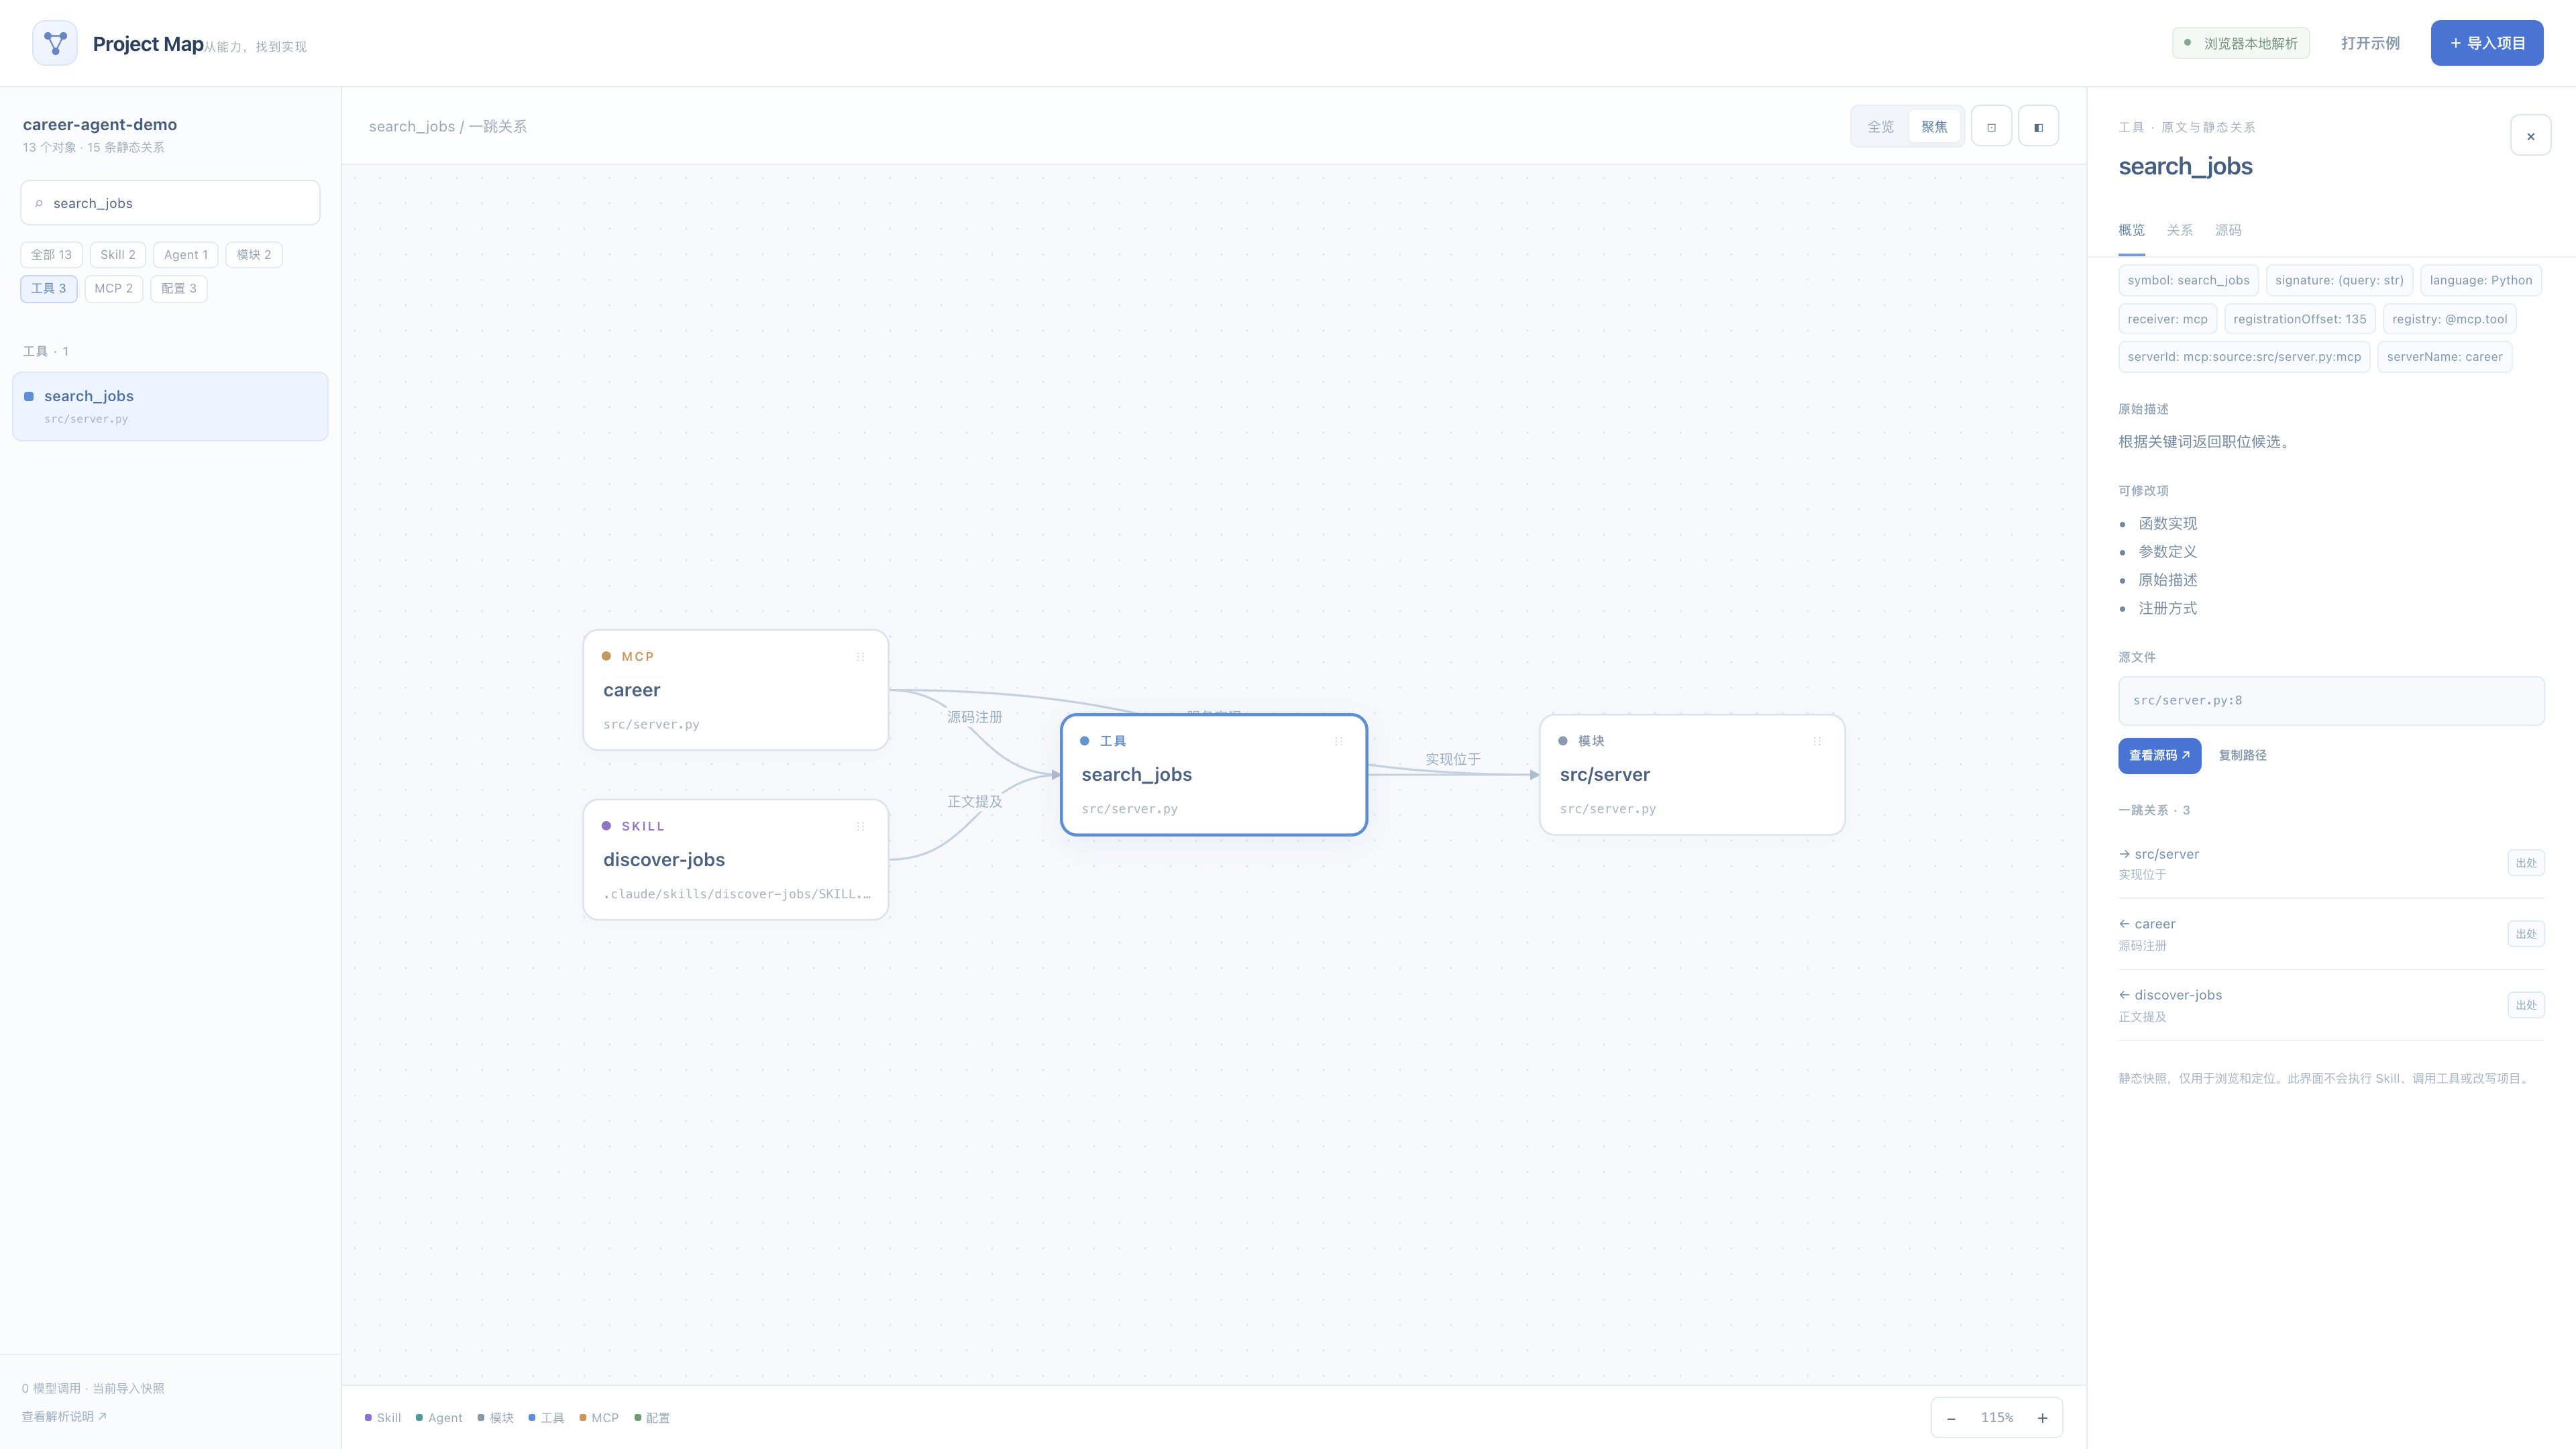 Project Map 从能力，找到实现
浏览器本地解析
打开示例
+ 导入项目
career-agent-demo
13 个对象 · 15 条静态关系
search_jobs
全部 13
Skill 2
Agent 1
模块 2
工具 3
MCP 2
配置 3
工具 · 1
search_jobs
src/server.py
0 模型调用 · 当前导入快照
查看解析说明 ↗
search_jobs / 一跳关系
全览
聚焦
MCP
career
src/server.py
SKILL
discover-jobs
.claude/skills/discover-jobs/SKILL.…
源码注册
正文提及
工具
search_jobs
src/server.py
实现位于
模块
src/server
src/server.py
Skill
Agent
模块
工具
MCP
配置
− 115% +
工具 · 原文与静态关系
×
search_jobs
概览
关系
源码
symbol: search_jobs
signature: (query: str)
language: Python
receiver: mcp
registrationOffset: 135
registry: @mcp.tool
serverId: mcp:source:src/server.py:mcp
serverName: career
原始描述
根据关键词返回职位候选。
可修改项
• 函数实现
• 参数定义
• 原始描述
• 注册方式
源文件
src/server.py:8
查看源码 ↗
复制路径
一跳关系 · 3
→ src/server
实现位于
出处
← career
源码注册
出处
← discover-jobs
正文提及
出处
静态快照，仅用于浏览和定位。此界面不会执行 Skill、调用工具或改写项目。